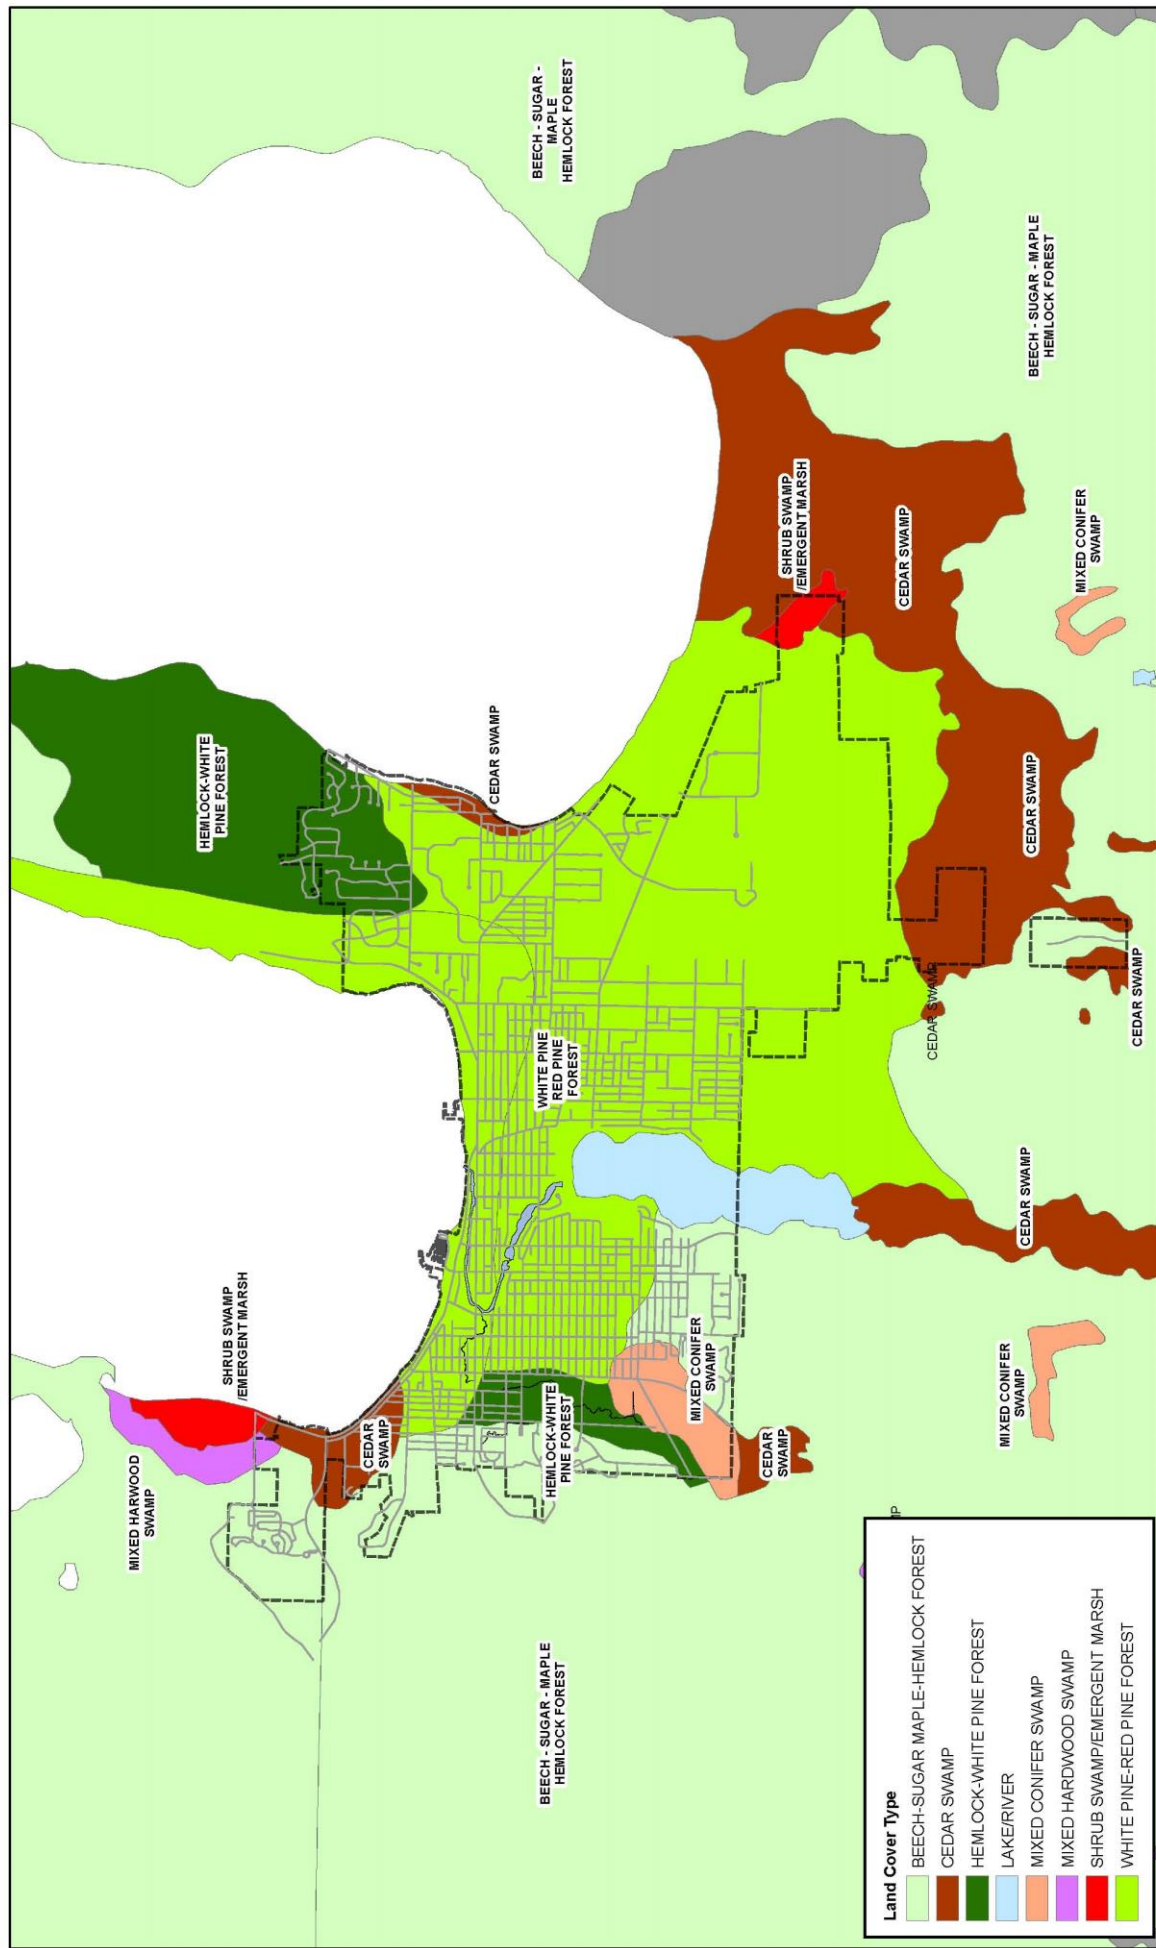 MIXED HARWOOD
SWAMP
HEMLOCK-WHITE
PINE FOREST
SHRUB SWAMP
/EMERGENT MARSH
CEDAR
SWAMP
CEDAR SWAMP
BEECH - SUGAR - MAPLE
HEMLOCK FOREST
HEMLOCK-WHITE
PINE FOREST
WHITE PINE
RED PINE
FOREST
BEECH - SUGAR -
MAPLE
HEMLOCK FOREST
MIXED CONIFER
SWAMP
CEDAR
SWAMP
SHRUB SWAMP
/EMERGENT MARSH
CEDAR SWAMP
CEDAR SWAMP
MIXED CONIFER
SWAMP
CEDAR SWAMP
CEDAR SWAMP
BEECH - SUGAR - MAPLE
HEMLOCK FOREST
MIXED CONIFER
SWAMP
CEDAR SWAMP
Land Cover Type
BEECH-SUGAR MAPLE-HEMLOCK FOREST
CEDAR SWAMP
HEMLOCK-WHITE PINE FOREST
LAKE/RIVER
MIXED CONIFER SWAMP
MIXED HARDWOOD SWAMP
SHRUB SWAMP/EMERGENT MARSH
WHITE PINE-RED PINE FOREST